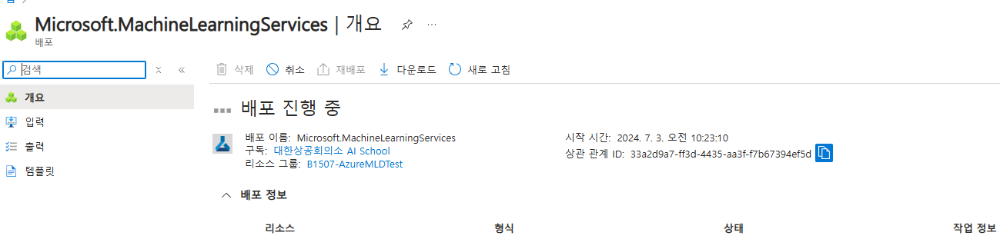 Microsoft.MachineLearningServices | 개요
배포
검색
삭제 취소 재배포 다운로드 새로 고침
개요
입력
출력
템플릿
배포 진행 중
배포 이름: Microsoft.MachineLearningServices
구독: 대한상공회의소 AI School
리소스 그룹: B1507-AzureMLDTest
시작 시간: 2024. 7. 3. 오전 10:23:10
상관 관계 ID: 33a2d9a7-ff3d-4435-aa3f-f7b67394ef5d
배포 정보
리소스 형식 상태 작업 정보